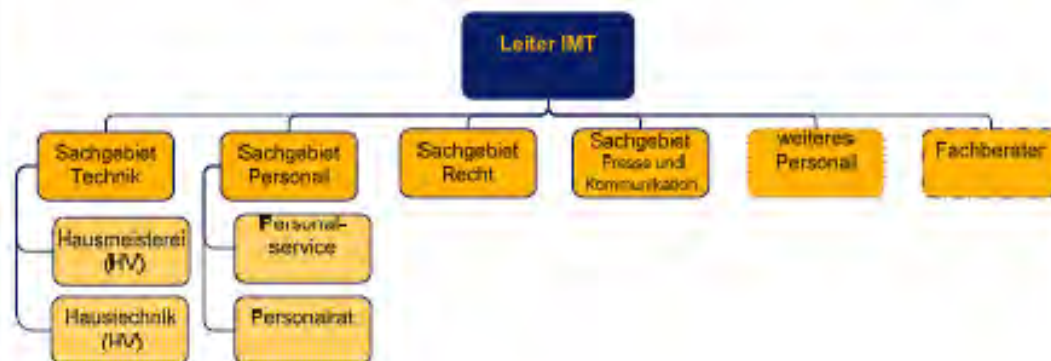 Leiter IMT
Sachgebiet
Technik
Sachgebiet
Personal
Sachgebiet
Recht
Sachgebiet
Presse und
Kommunikation
weiteres
Personal
Fachberater
Hausmeisterei
(HV)
Personal-
service
Haustechnik
(HV)
Personalrat